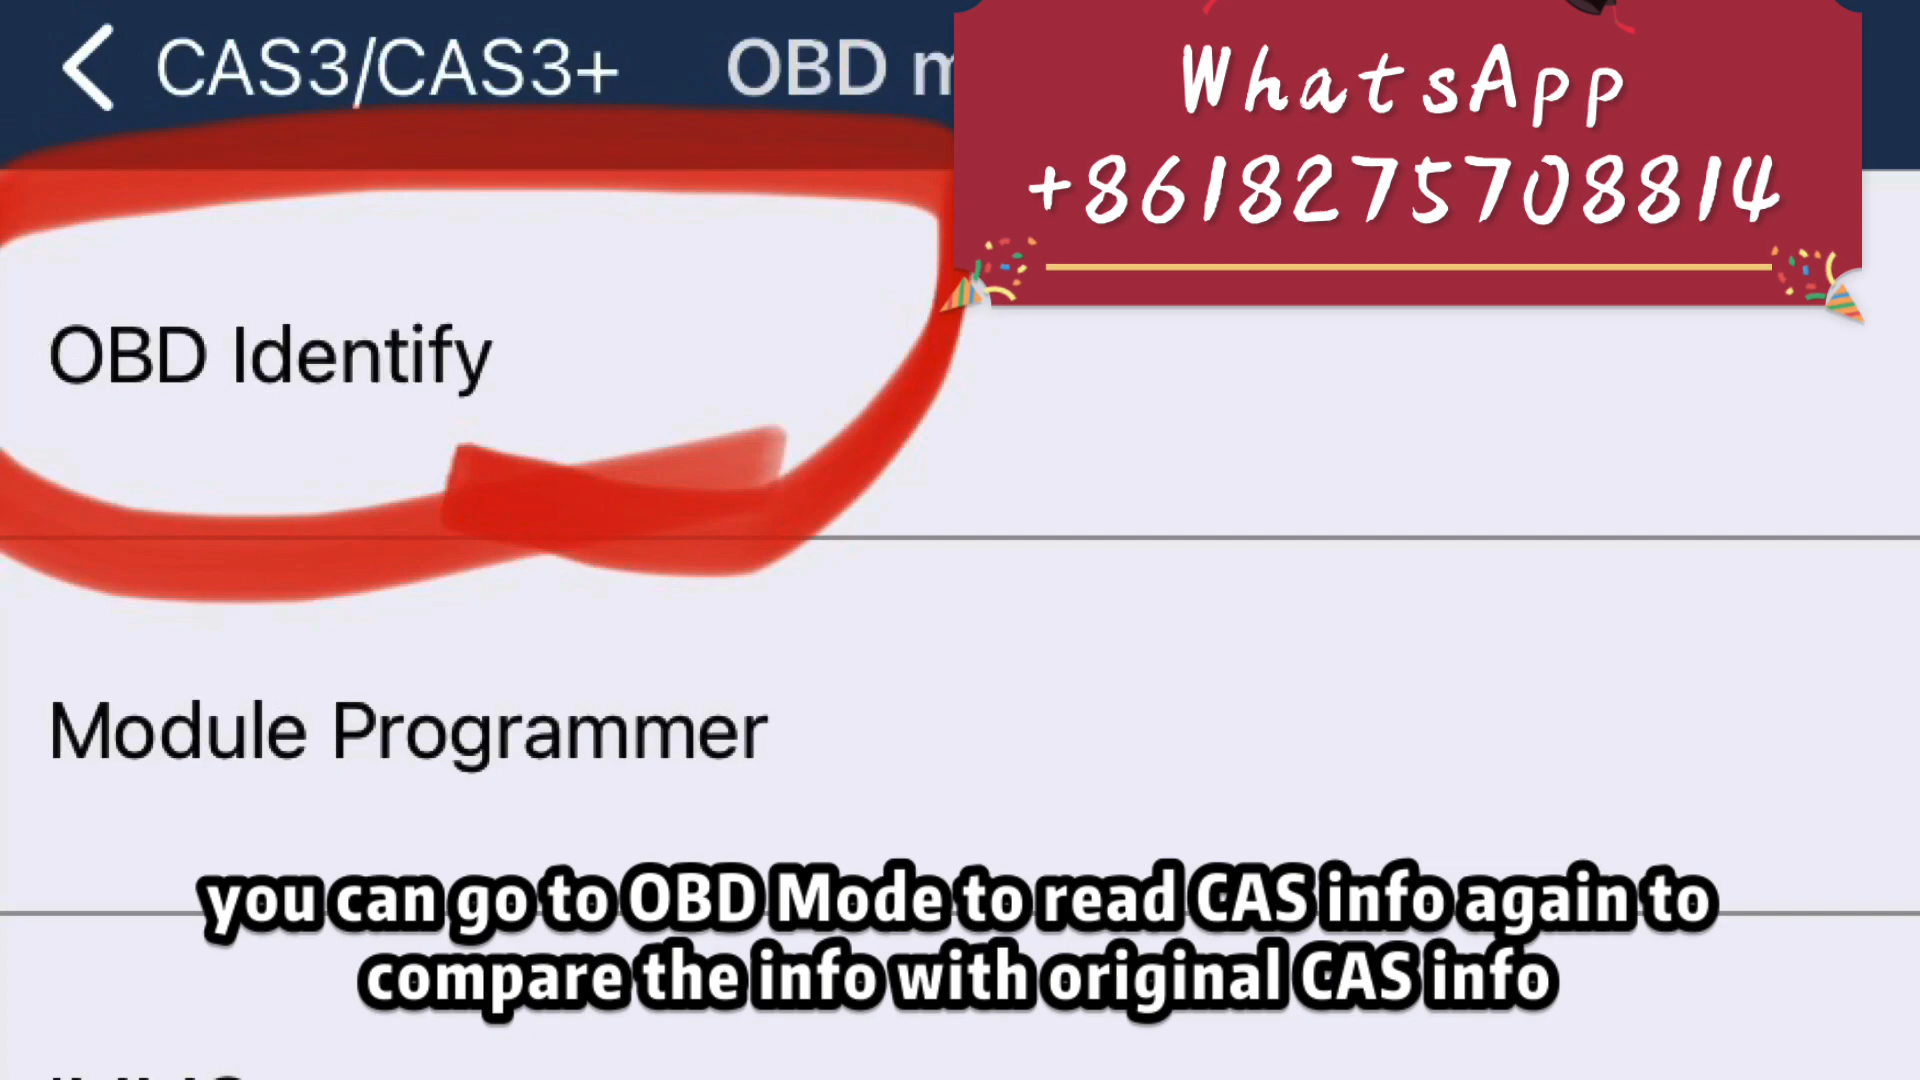 CAS3/CAS3+ OBD
WhatsApp
+8618275708814
OBD Identify
Module Programmer
you can go to OBD Mode to read CAS info again to
compare the info with original CAS info